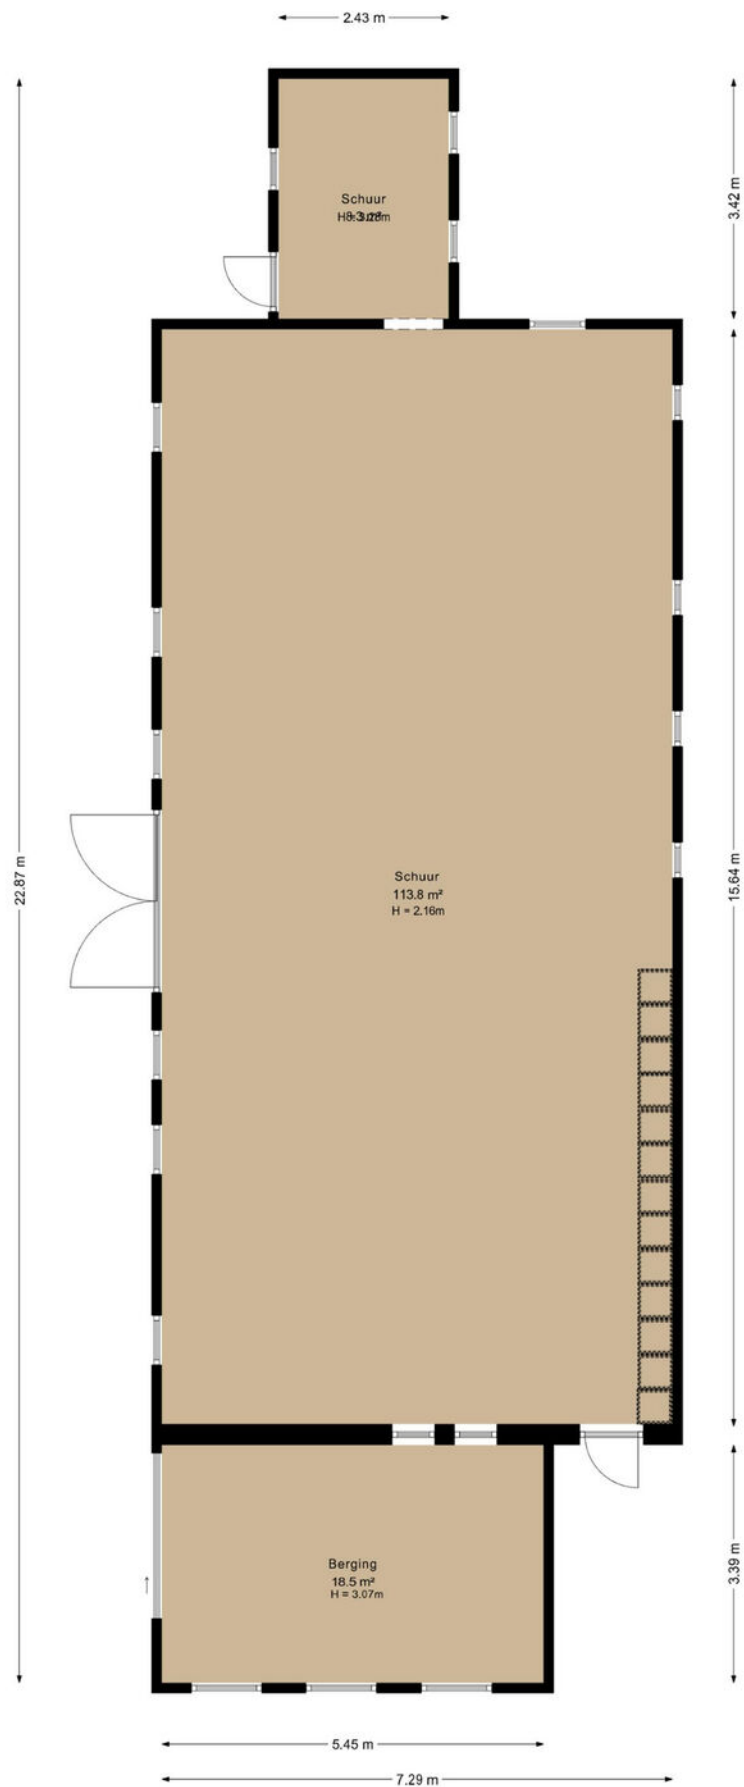 2.43 m
3.42 m
Schuur
22.87 m
15.64 m
Schuur
113.8 m²
H = 2.16m
3.39 m
Berging
18.5 m²
H = 3.07m
5.45 m
7.29 m